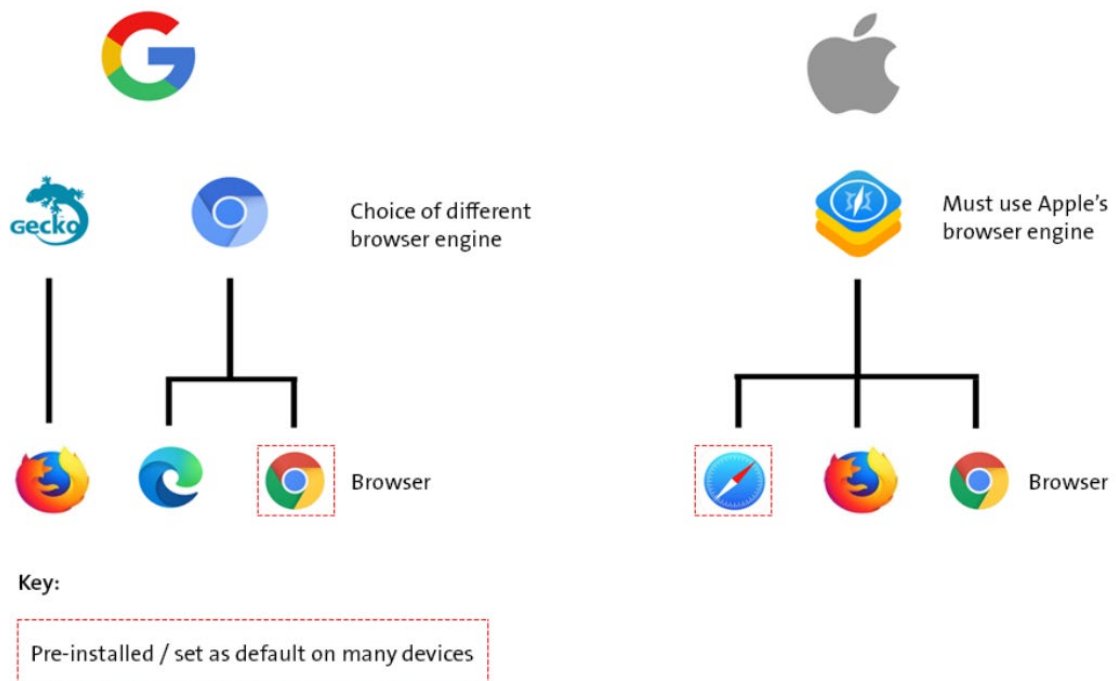 GECKO
Choice of different
browser engine
Must use Apple's
browser engine
Browser
Browser
Key:
Pre-installed / set as default on many devices